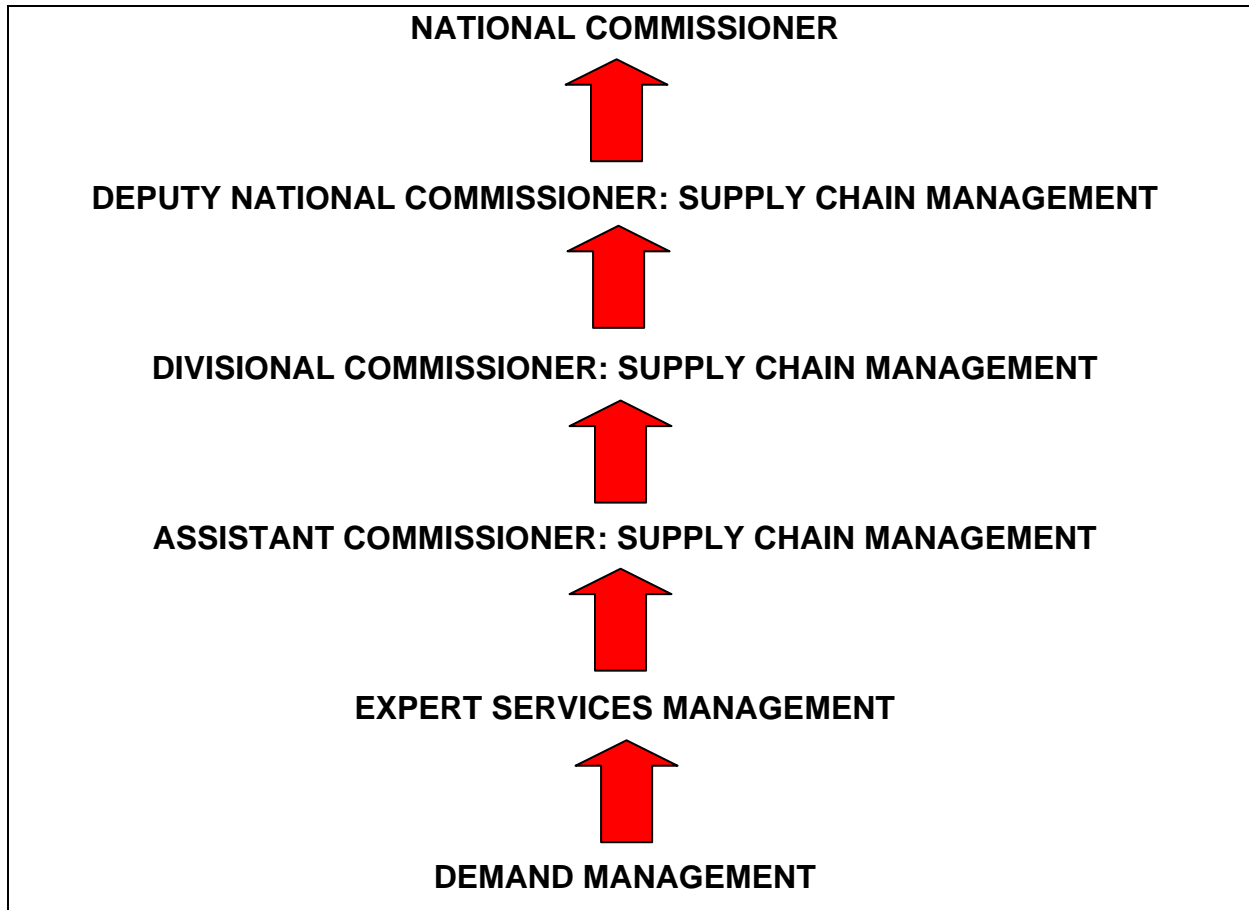 NATIONAL COMMISSIONER
DEPUTY NATIONAL COMMISSIONER: SUPPLY CHAIN MANAGEMENT
DIVISIONAL COMMISSIONER: SUPPLY CHAIN MANAGEMENT
ASSISTANT COMMISSIONER: SUPPLY CHAIN MANAGEMENT
EXPERT SERVICES MANAGEMENT
DEMAND MANAGEMENT